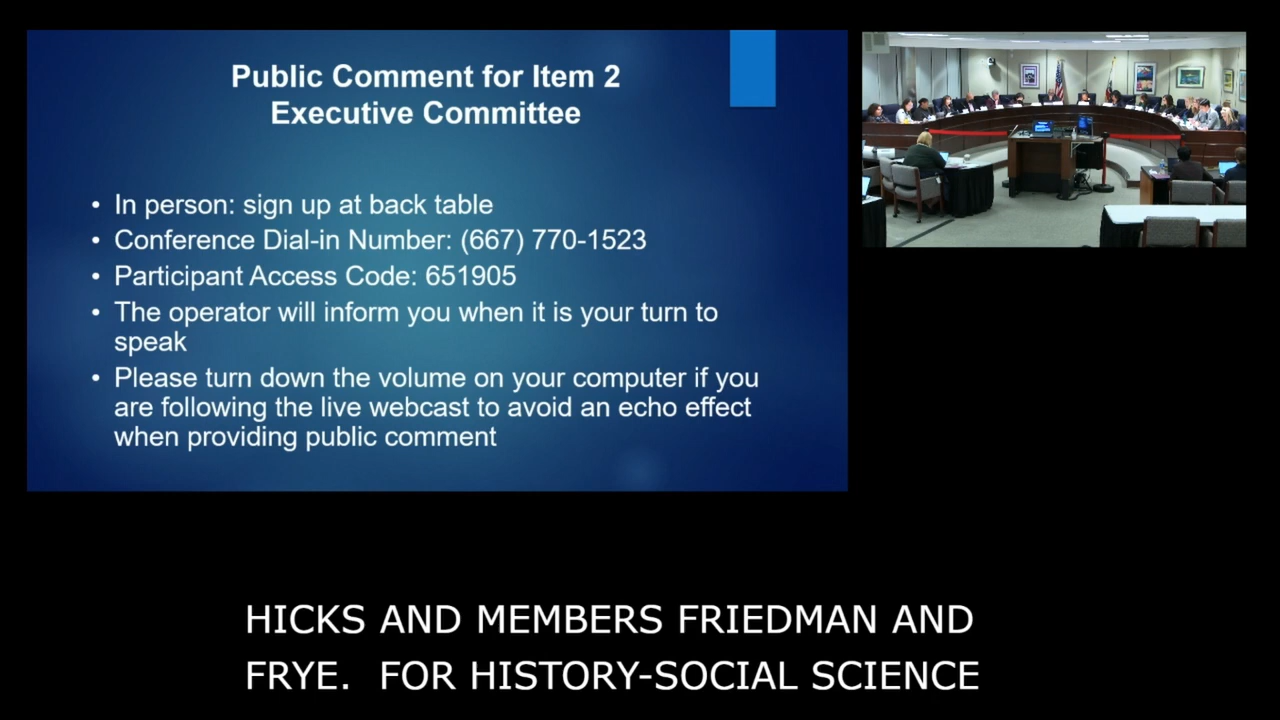 Public Comment for Item 2
Executive Committee
• In person: sign up at back table
• Conference Dial-in Number: (667) 770-1523
• Participant Access Code: 651905
• The operator will inform you when it is your turn to
speak
• Please turn down the volume on your computer if you
are following the live webcast to avoid an echo effect
when providing public comment
HICKS AND MEMBERS FRIEDMAN AND
FRYE.  FOR HISTORY-SOCIAL SCIENCE